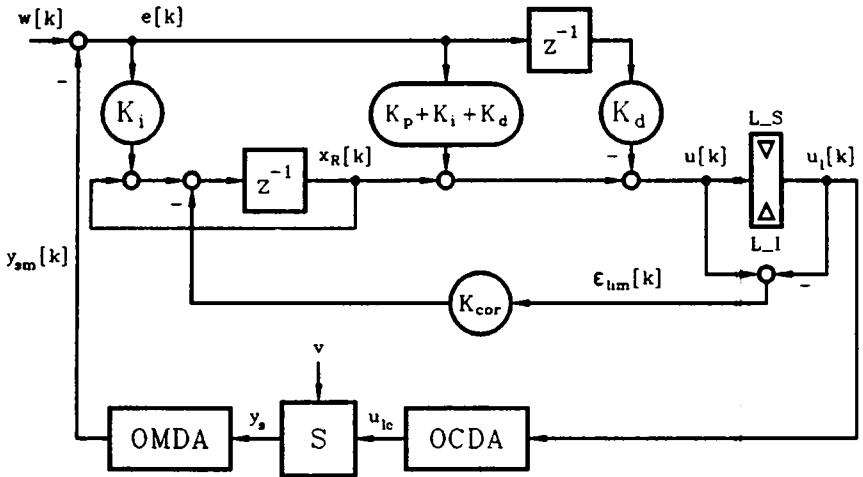 w[k]
e[k]
z⁻¹
-
K_i
K_p+K_i+K_d
K_d
L_S
x_R[k]
-
u[k]
u_l[k]
-
z⁻¹
L_I
y_sm[k]
ε_lim[k]
-
K_cor
v
y_s
u_lc
OMDA
S
OCDA